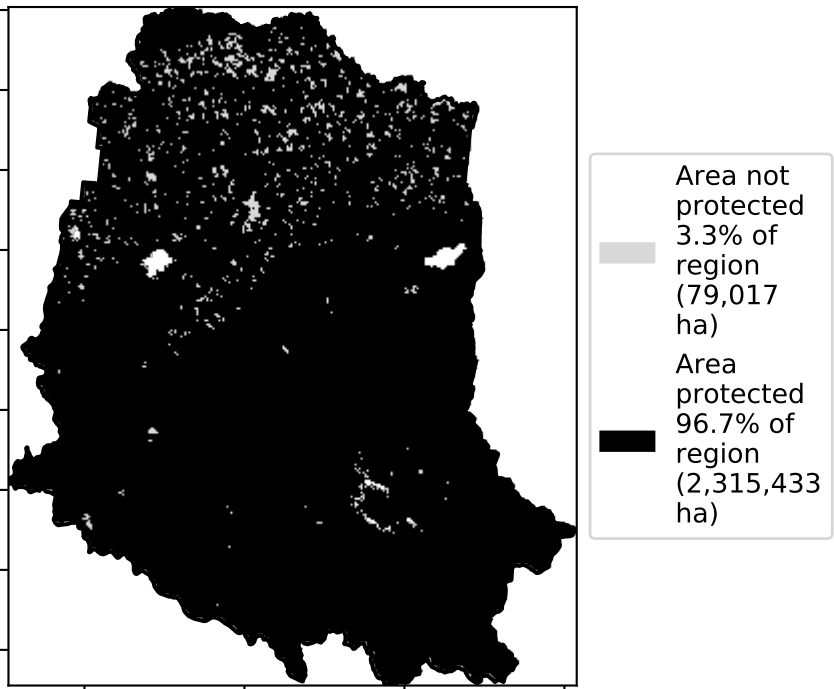 Area not
protected
3.3% of
region
(79,017
ha)
Area
protected
96.7% of
region
(2,315,433
ha)